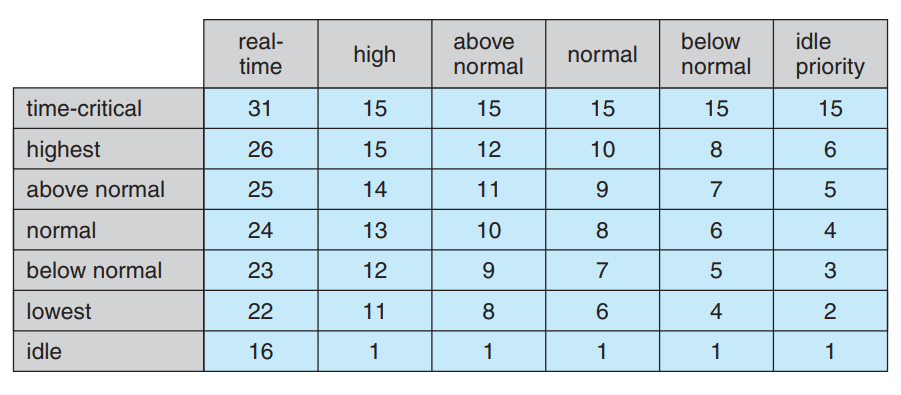 real-time high above normal normal below normal idle priority
time-critical 31 15 15 15 15 15
highest 26 15 12 10 8 6
above normal 25 14 11 9 7 5
normal 24 13 10 8 6 4
below normal 23 12 9 7 5 3
lowest 22 11 8 6 4 2
idle 16 1 1 1 1 1